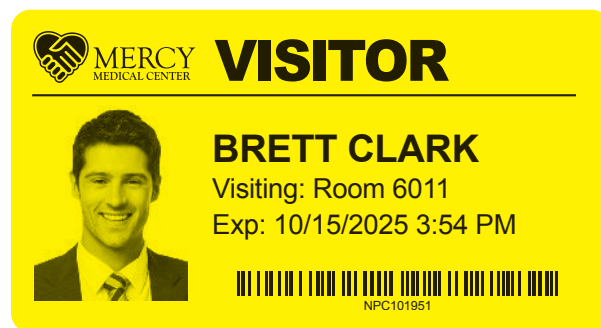 MERCY
MEDICAL CENTER
VISITOR
BRETT CLARK
Visiting: Room 6011
Exp: 10/15/2025 3:54 PM
NPC101951